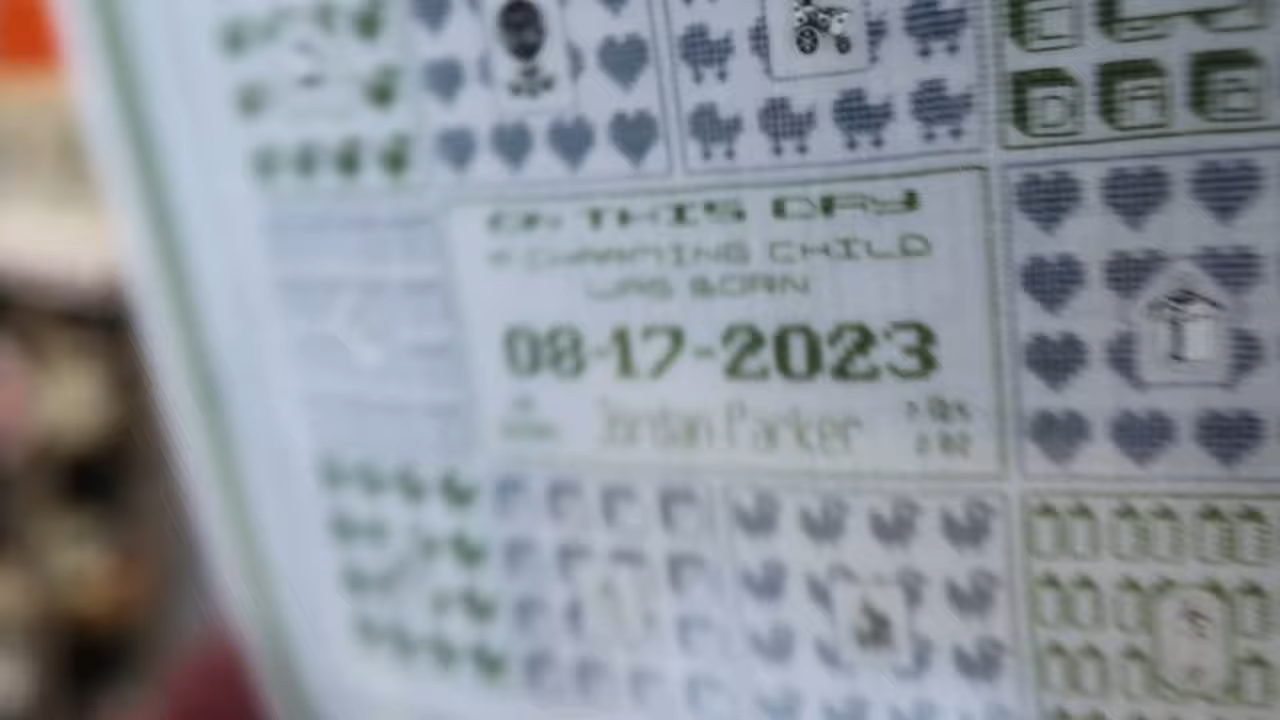 ON THIS DAY
A CHARMING CHILD
WAS BORN
08-17-2023
Jordan Parker